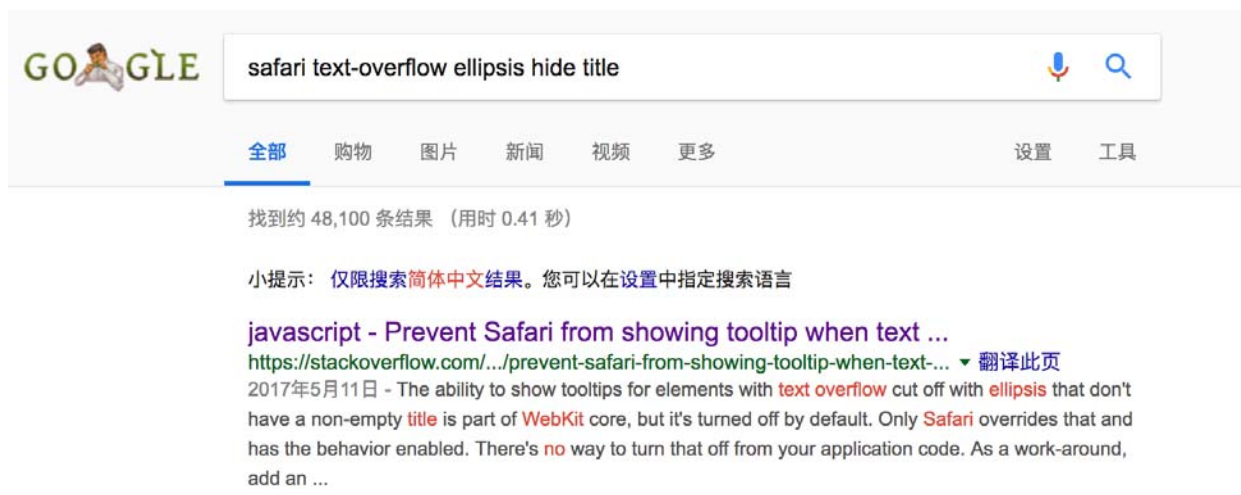 GOOGLE
safari text-overflow ellipsis hide title
全部 购物 图片 新闻 视频 更多 设置 工具
找到约 48,100 条结果 （用时 0.41 秒）
小提示： 仅限搜索简体中文结果。您可以在设置中指定搜索语言
javascript - Prevent Safari from showing tooltip when text ...
https://stackoverflow.com/.../prevent-safari-from-showing-tooltip-when-text-... ▼ 翻译此页
2017年5月11日 - The ability to show tooltips for elements with text overflow cut off with ellipsis that don't
have a non-empty title is part of WebKit core, but it's turned off by default. Only Safari overrides that and
has the behavior enabled. There's no way to turn that off from your application code. As a work-around,
add an ...